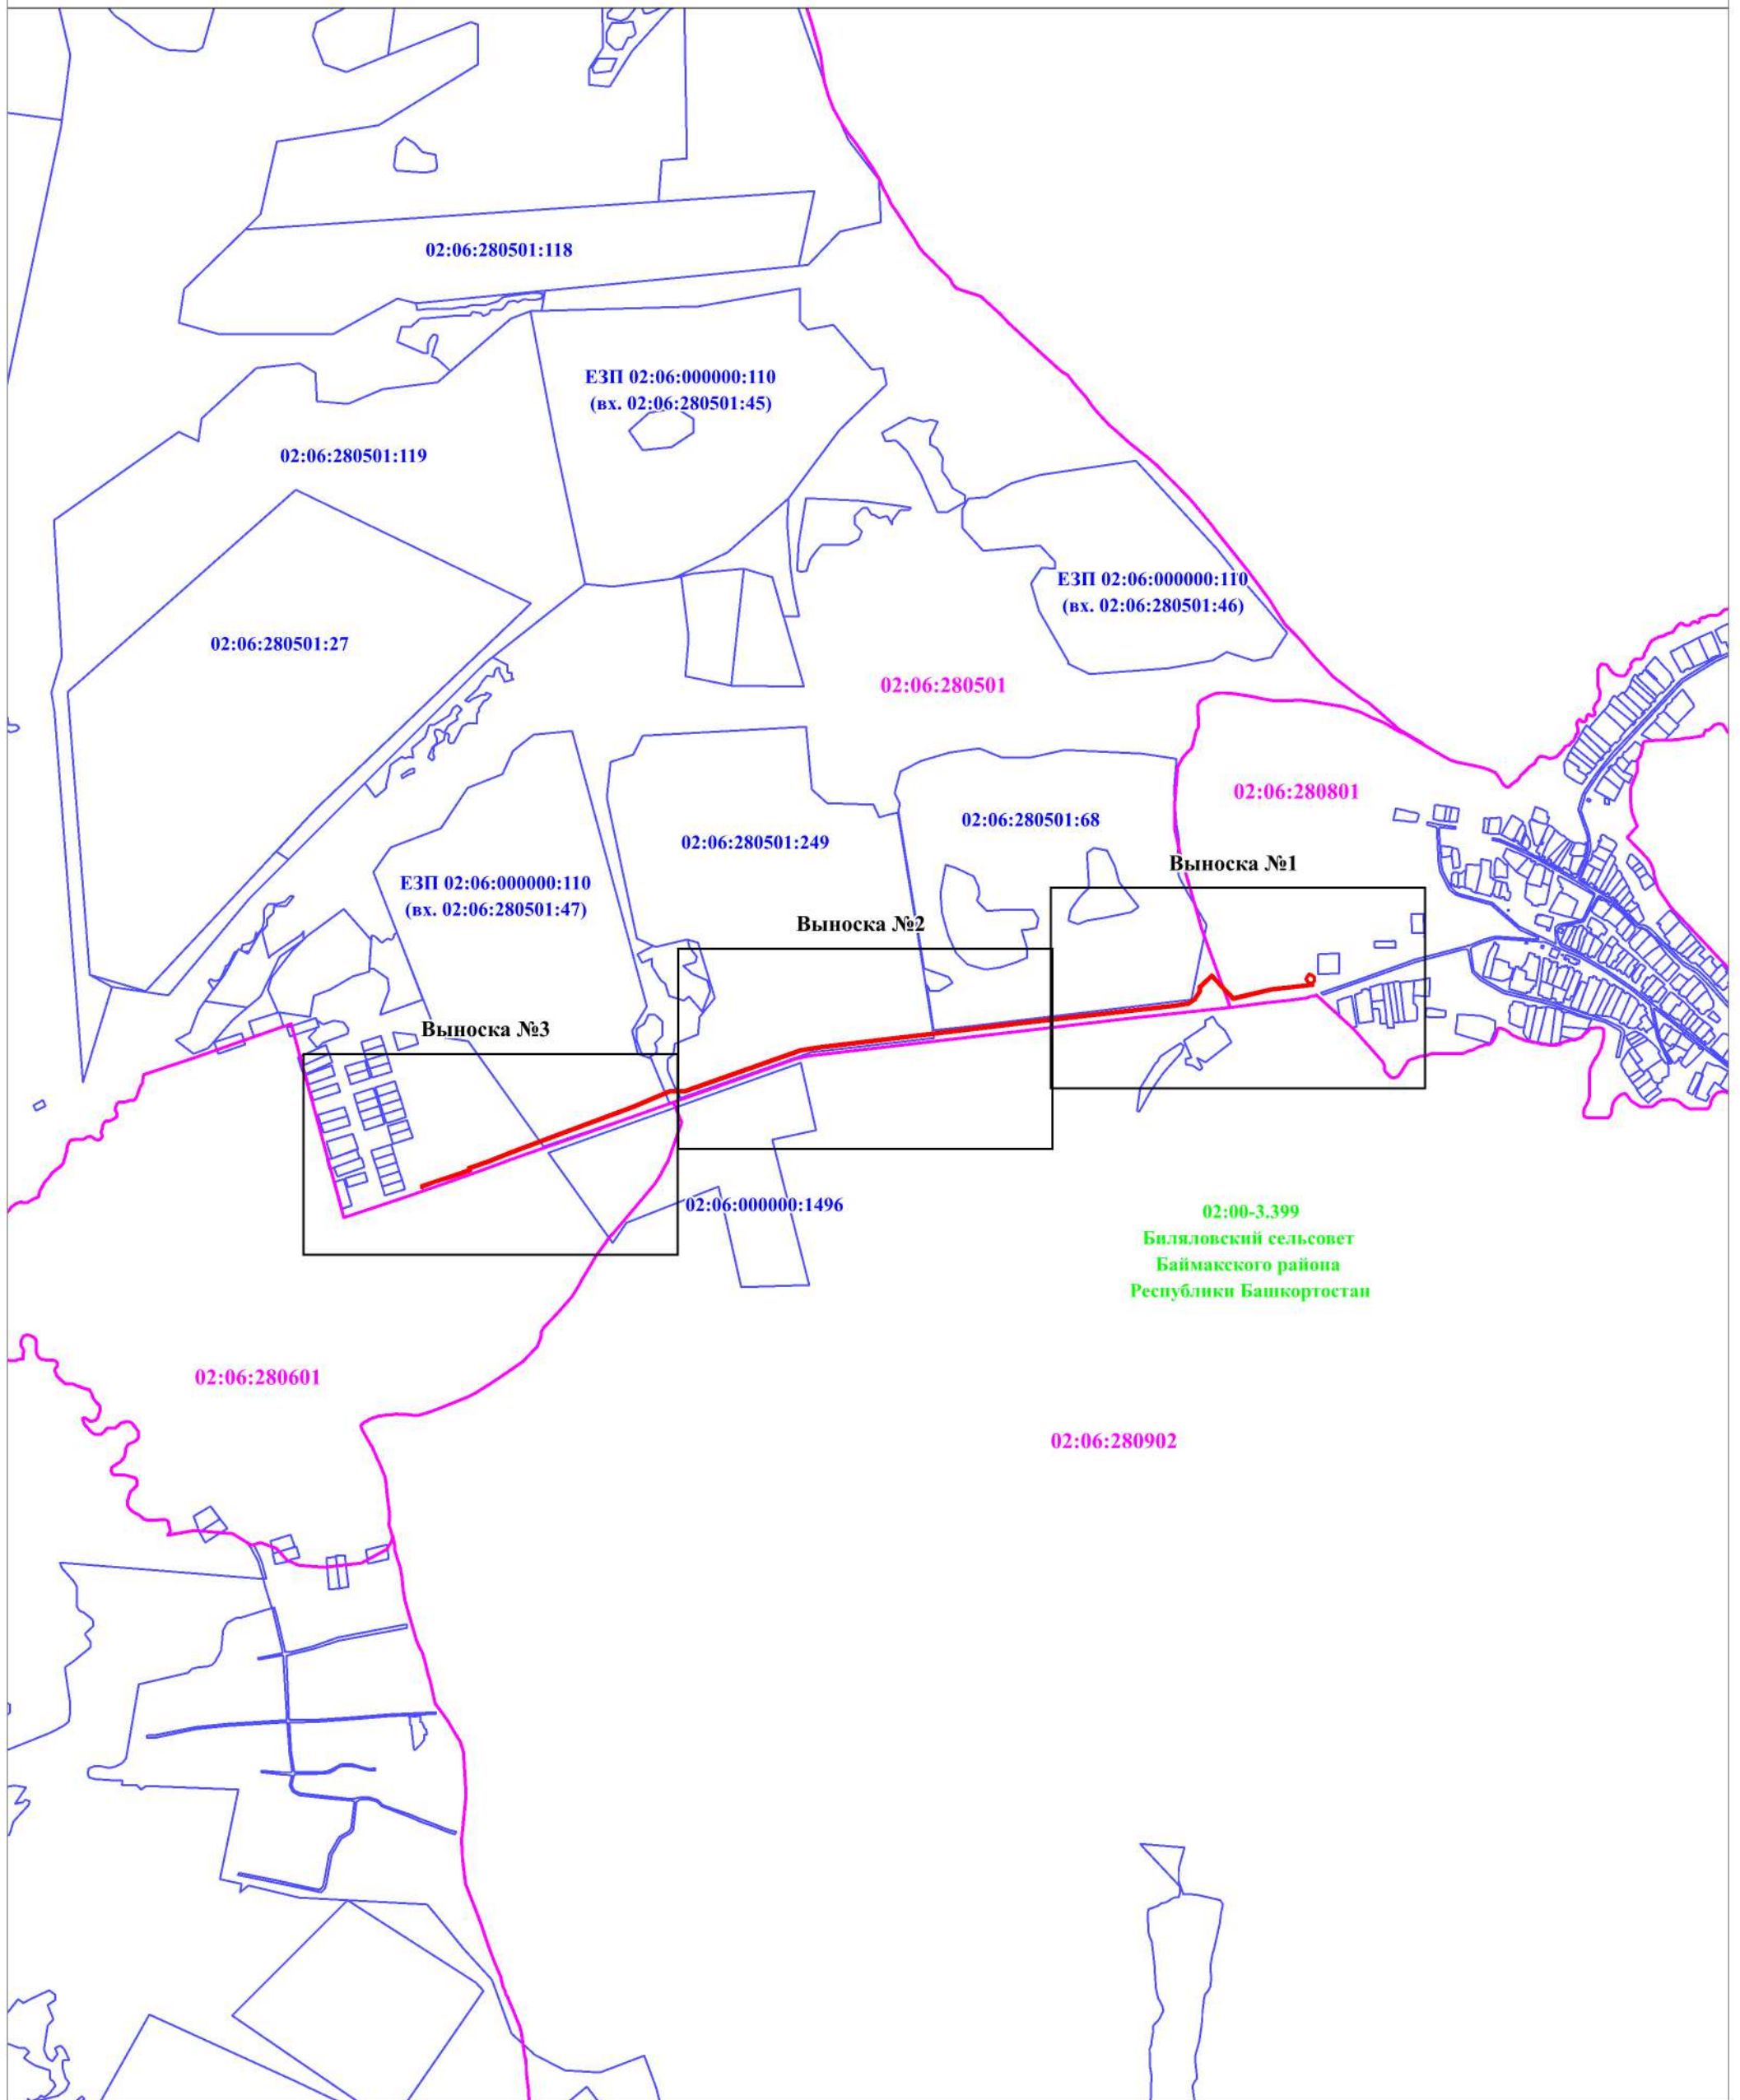 02:06:280501:118
ЕЗП 02:06:000000:110
(вх. 02:06:280501:45)
02:06:280501:119
ЕЗП 02:06:000000:110
(вх. 02:06:280501:46)
02:06:280501:27
02:06:280501
02:06:280801
02:06:280501:68
02:06:280501:249
Выноска №1
ЕЗП 02:06:000000:110
(вх. 02:06:280501:47)
Выноска №2
Выноска №3
02:06:000000:1496
02:00-3.399
Биляловский сельсовет
Баймакского района
Республики Башкортостан
02:06:280601
02:06:280902